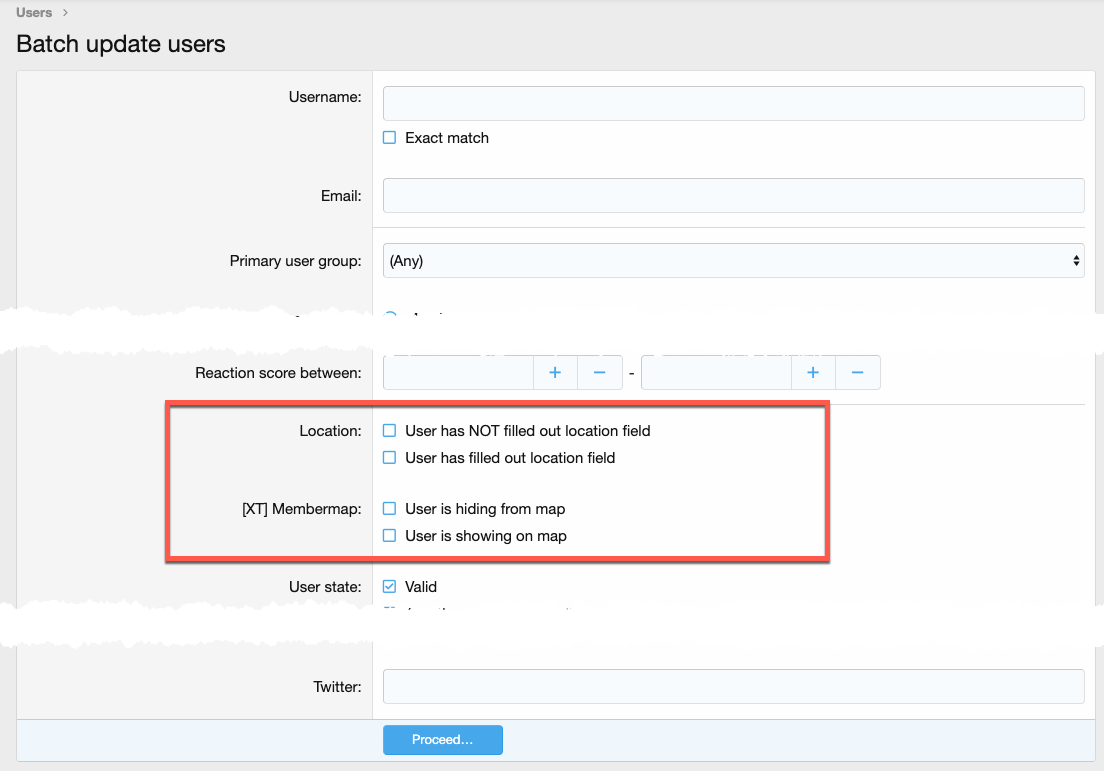 Users >
Batch update users
Username:
Exact match
Email:
Primary user group: (Any)
Reaction score between: + − - + −
Location: User has NOT filled out location field
User has filled out location field
[XT] Membermap: User is hiding from map
User is showing on map
User state: Valid
Twitter:
Proceed...